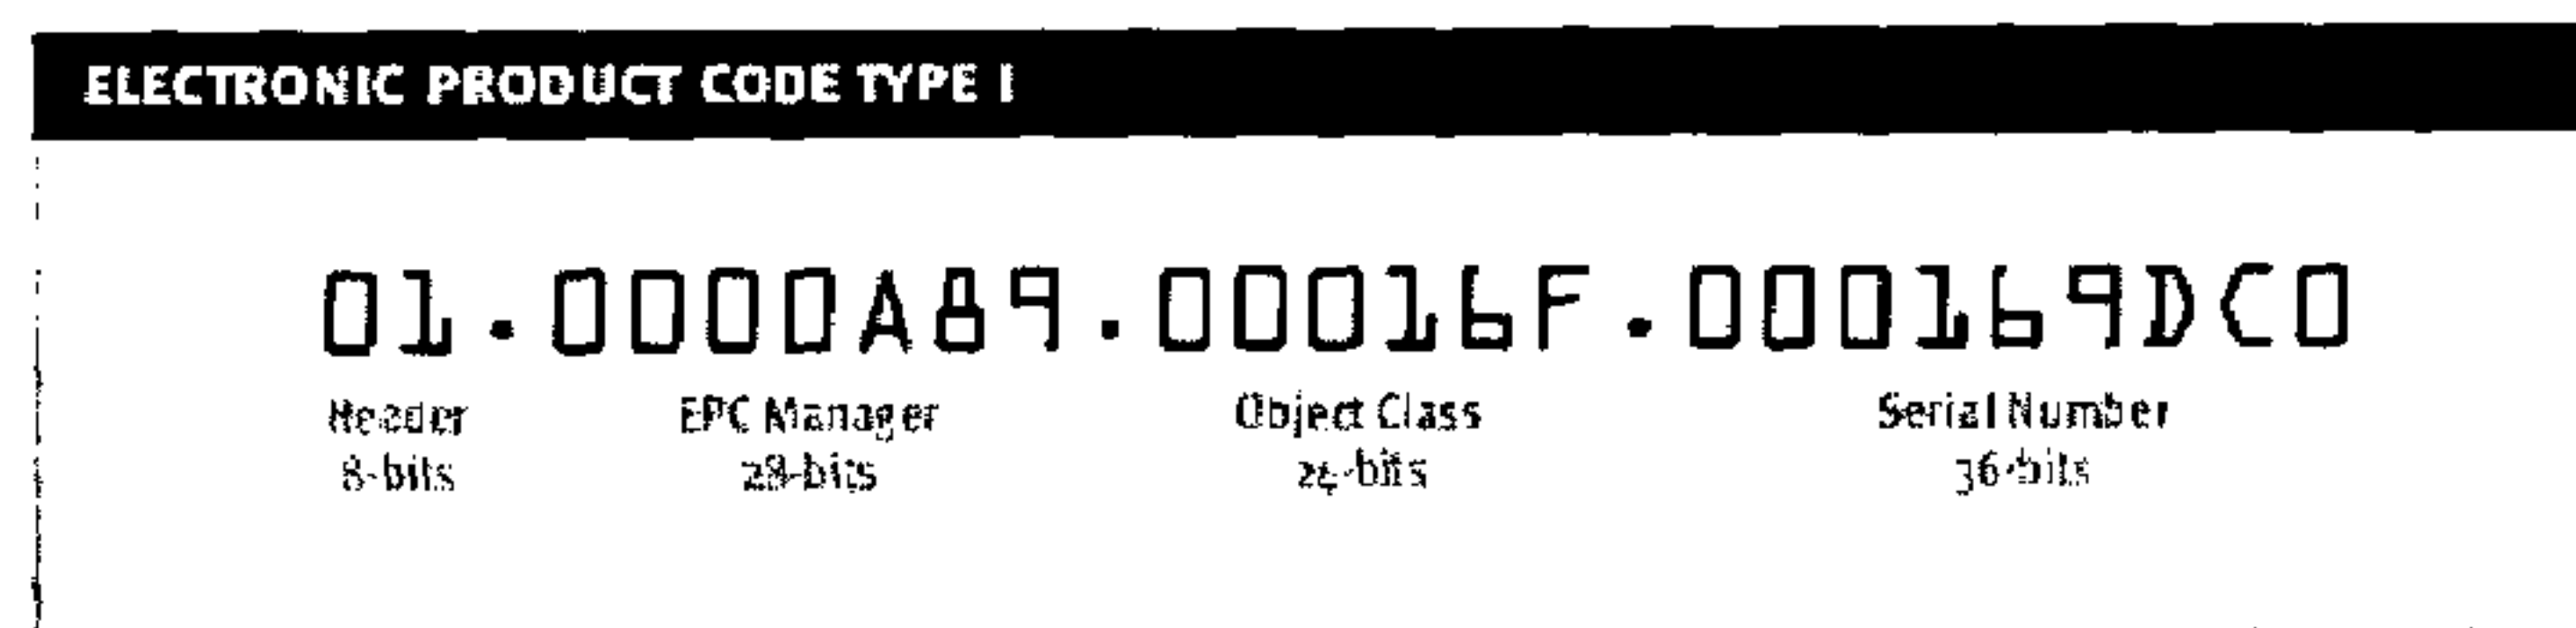 ELECTRONIC PRODUCT CODE TYPE I
01.0000A89.00016F.000169DC0
Header EPC Manager Object Class Serial Number
8-bits 28-bits 24-bits 36-bits